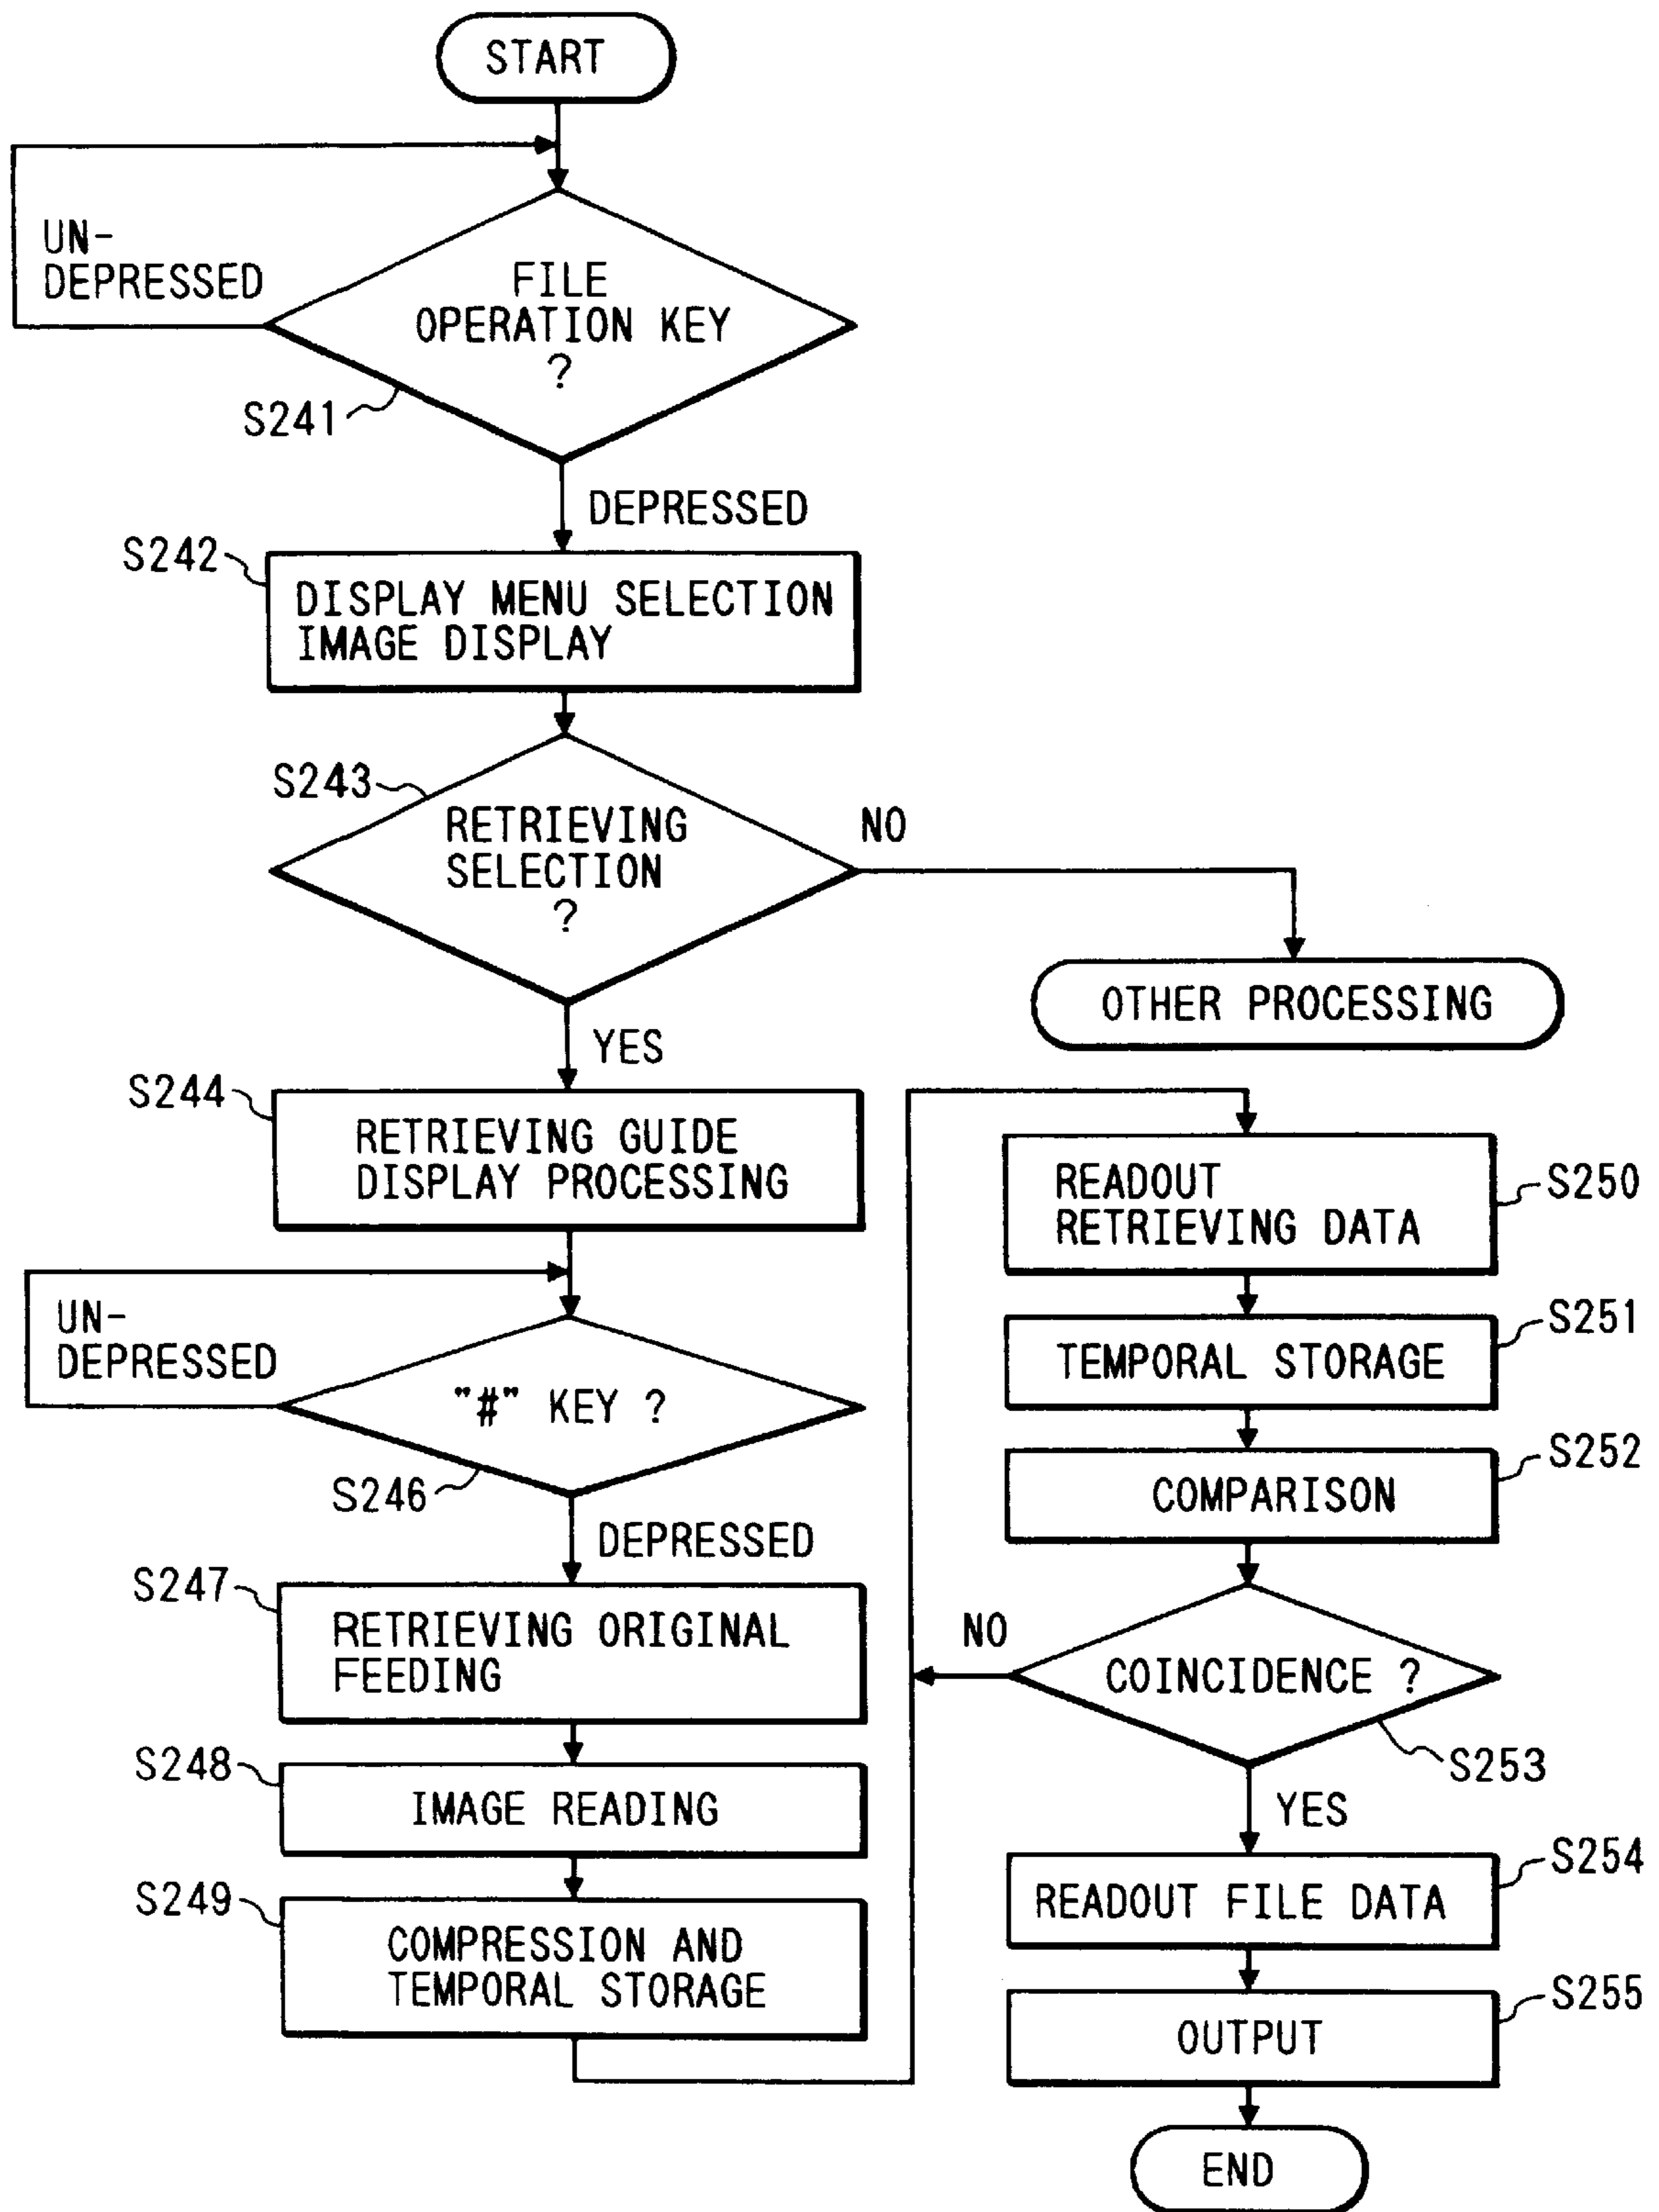 START
UN-
DEPRESSED
FILE
OPERATION KEY
?
S241
DEPRESSED
S242
DISPLAY MENU SELECTION
IMAGE DISPLAY
S243
RETRIEVING
SELECTION
?
NO
OTHER PROCESSING
YES
S244
RETRIEVING GUIDE
DISPLAY PROCESSING
UN-
DEPRESSED
"#" KEY ?
S246
DEPRESSED
S247
RETRIEVING ORIGINAL
FEEDING
S248
IMAGE READING
S249
COMPRESSION AND
TEMPORAL STORAGE
READOUT
RETRIEVING DATA
S250
TEMPORAL STORAGE
S251
COMPARISON
S252
NO
COINCIDENCE ?
S253
YES
READOUT FILE DATA
S254
OUTPUT
S255
END